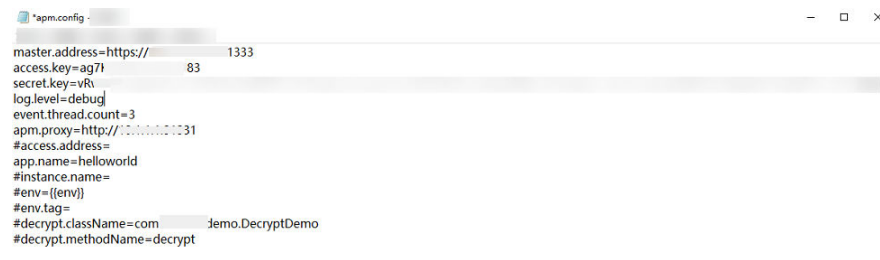 *apm.config -
master.address=https:// 1333
access.key=ag7 83
secret.key=vR
log.level=debug
event.thread.count=3
apm.proxy=http:// 31
#access.address=
app.name=helloworld
#instance.name=
#env={{env}}
#env.tag=
#decrypt.className=com demo.DecryptDemo
#decrypt.methodName=decrypt